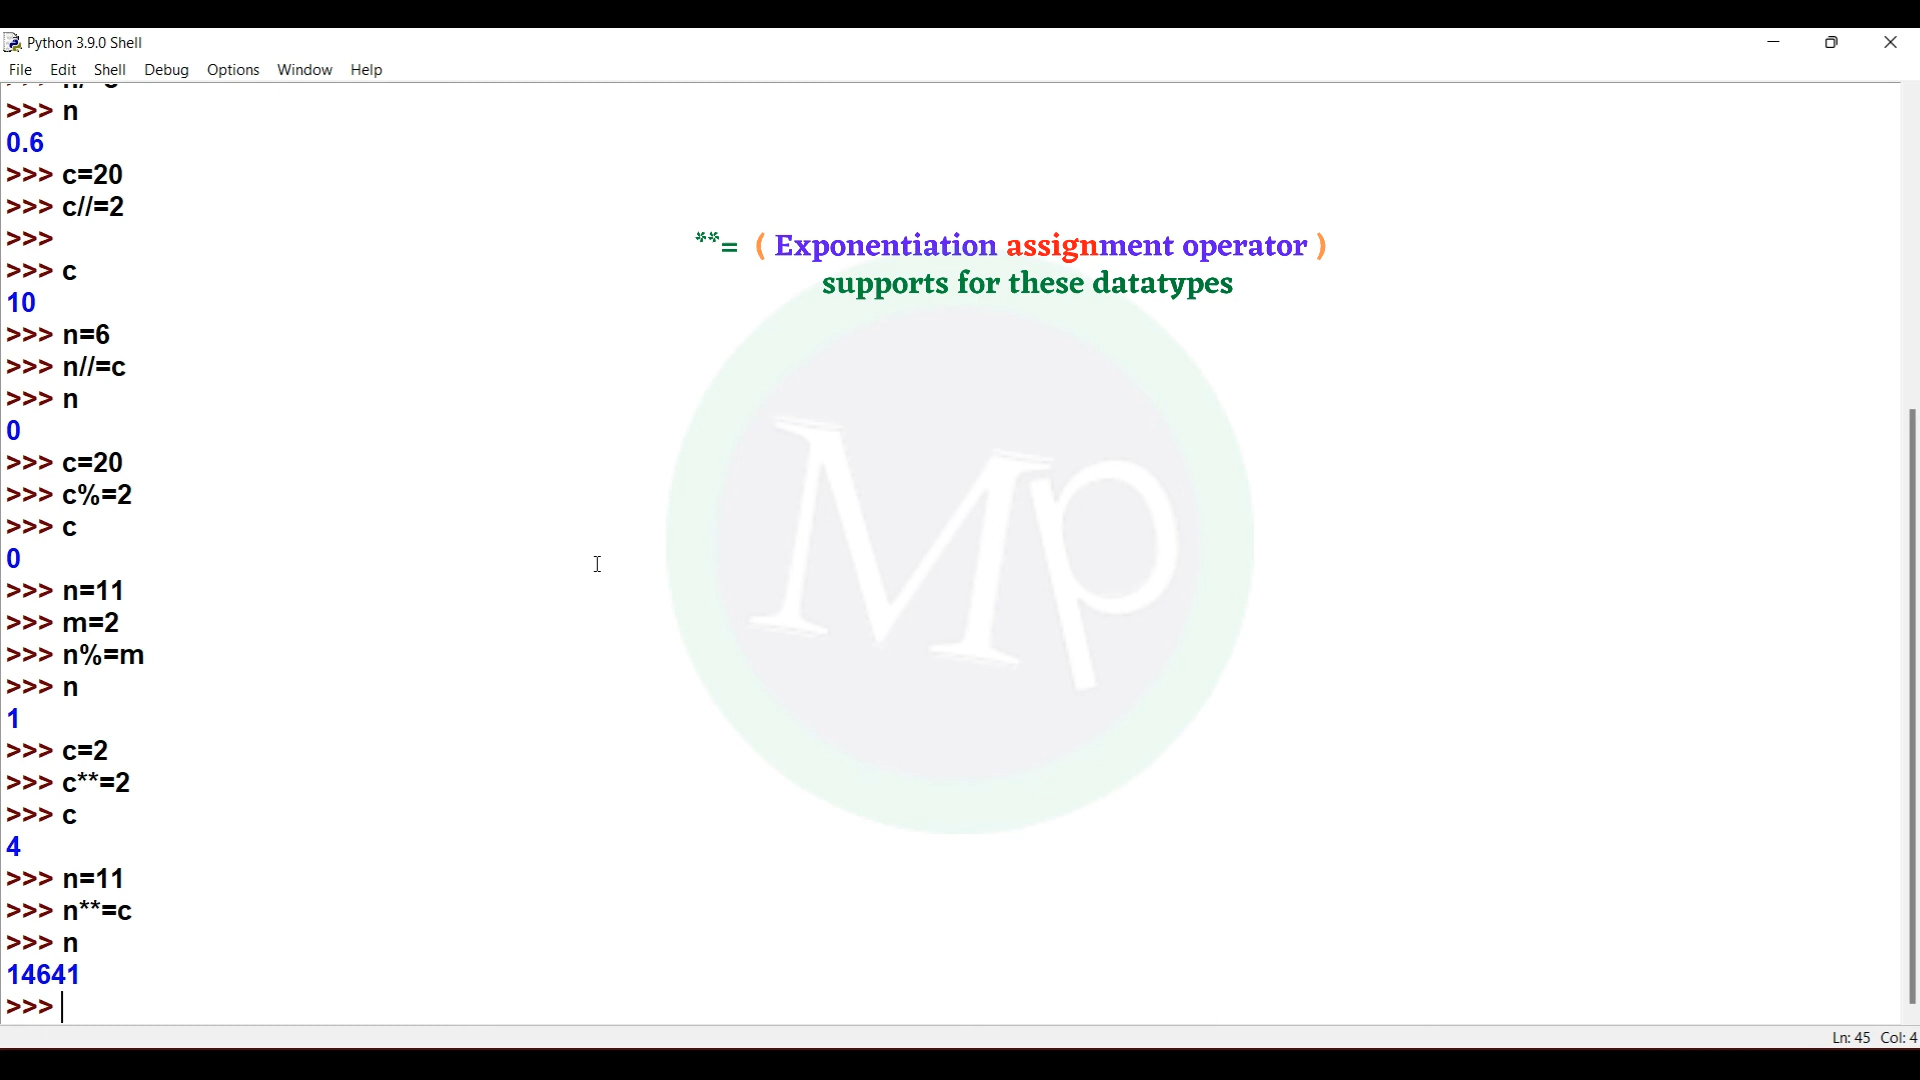 Python 3.9.0 Shell
File Edit Shell Debug Options Window Help
>>> n
0.6
>>> c=20
>>> c//=2
>>>
>>> c
10
>>> n=6
>>> n//=c
>>> n
0
>>> c=20
>>> c%=2
>>> c
0
>>> n=11
>>> m=2
>>> n%=m
>>> n
1
>>> c=2
>>> c**=2
>>> c
4
>>> n=11
>>> n**=c
>>> n
14641
>>>
**= ( Exponentiation assignment operator )
supports for these datatypes
Mp
Ln: 45 Col: 4